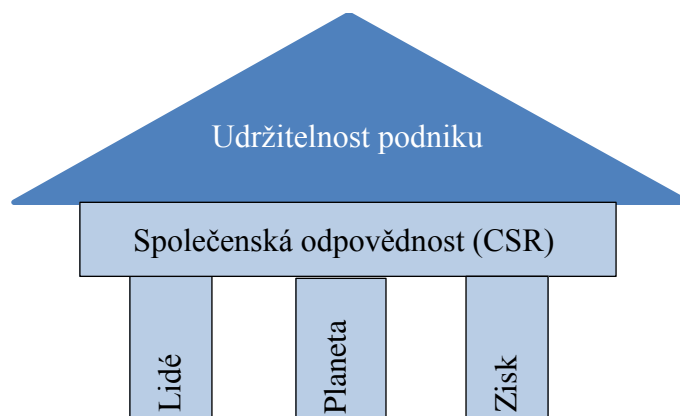 Udržitelnost podniku
Společenská odpovědnost (CSR)
Lidé
Planeta
Zisk